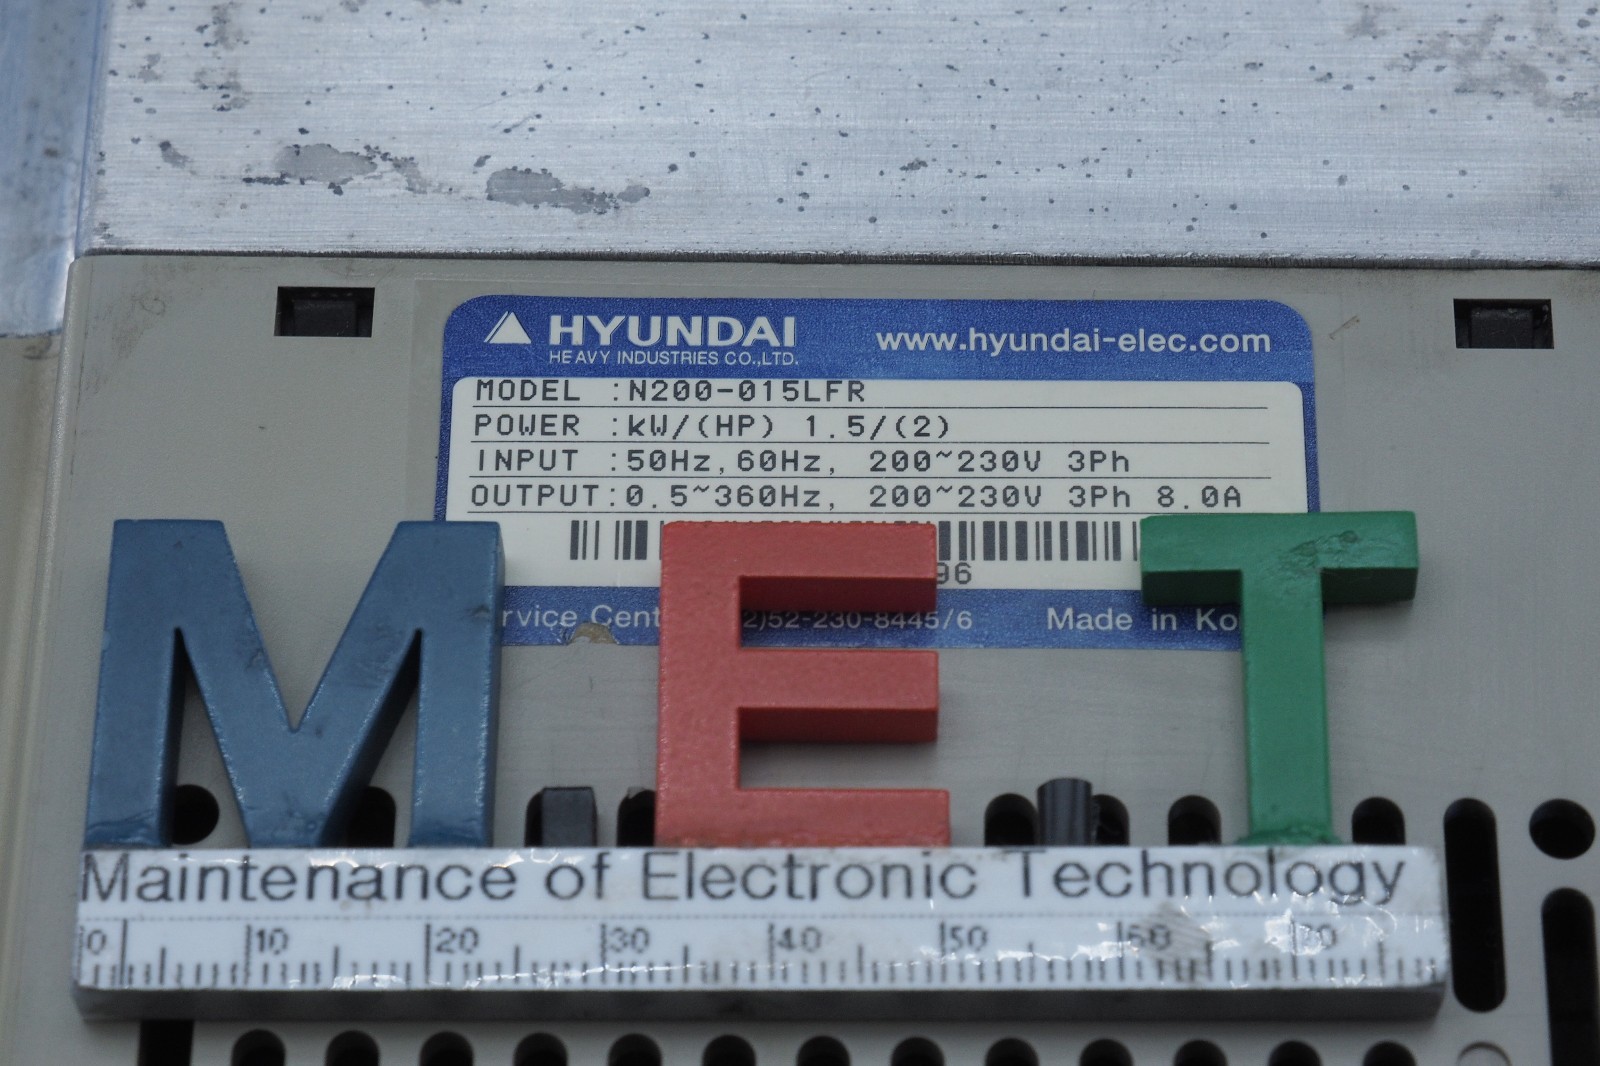 HYUNDAI
HEAVY INDUSTRIES CO.,LTD.
www.hyundai-elec.com
MODEL :N200-015LFR
POWER :kW/(HP) 1.5/(2)
INPUT :50Hz,60Hz, 200~230V 3Ph
OUTPUT:0.5~360Hz, 200~230V 3Ph 8.0A
96
rvice Cent 2)52-230-8445/6 Made in Ko
M.E.T
Maintenance of Electronic Technology
0 10 20 30 40 50 60 70